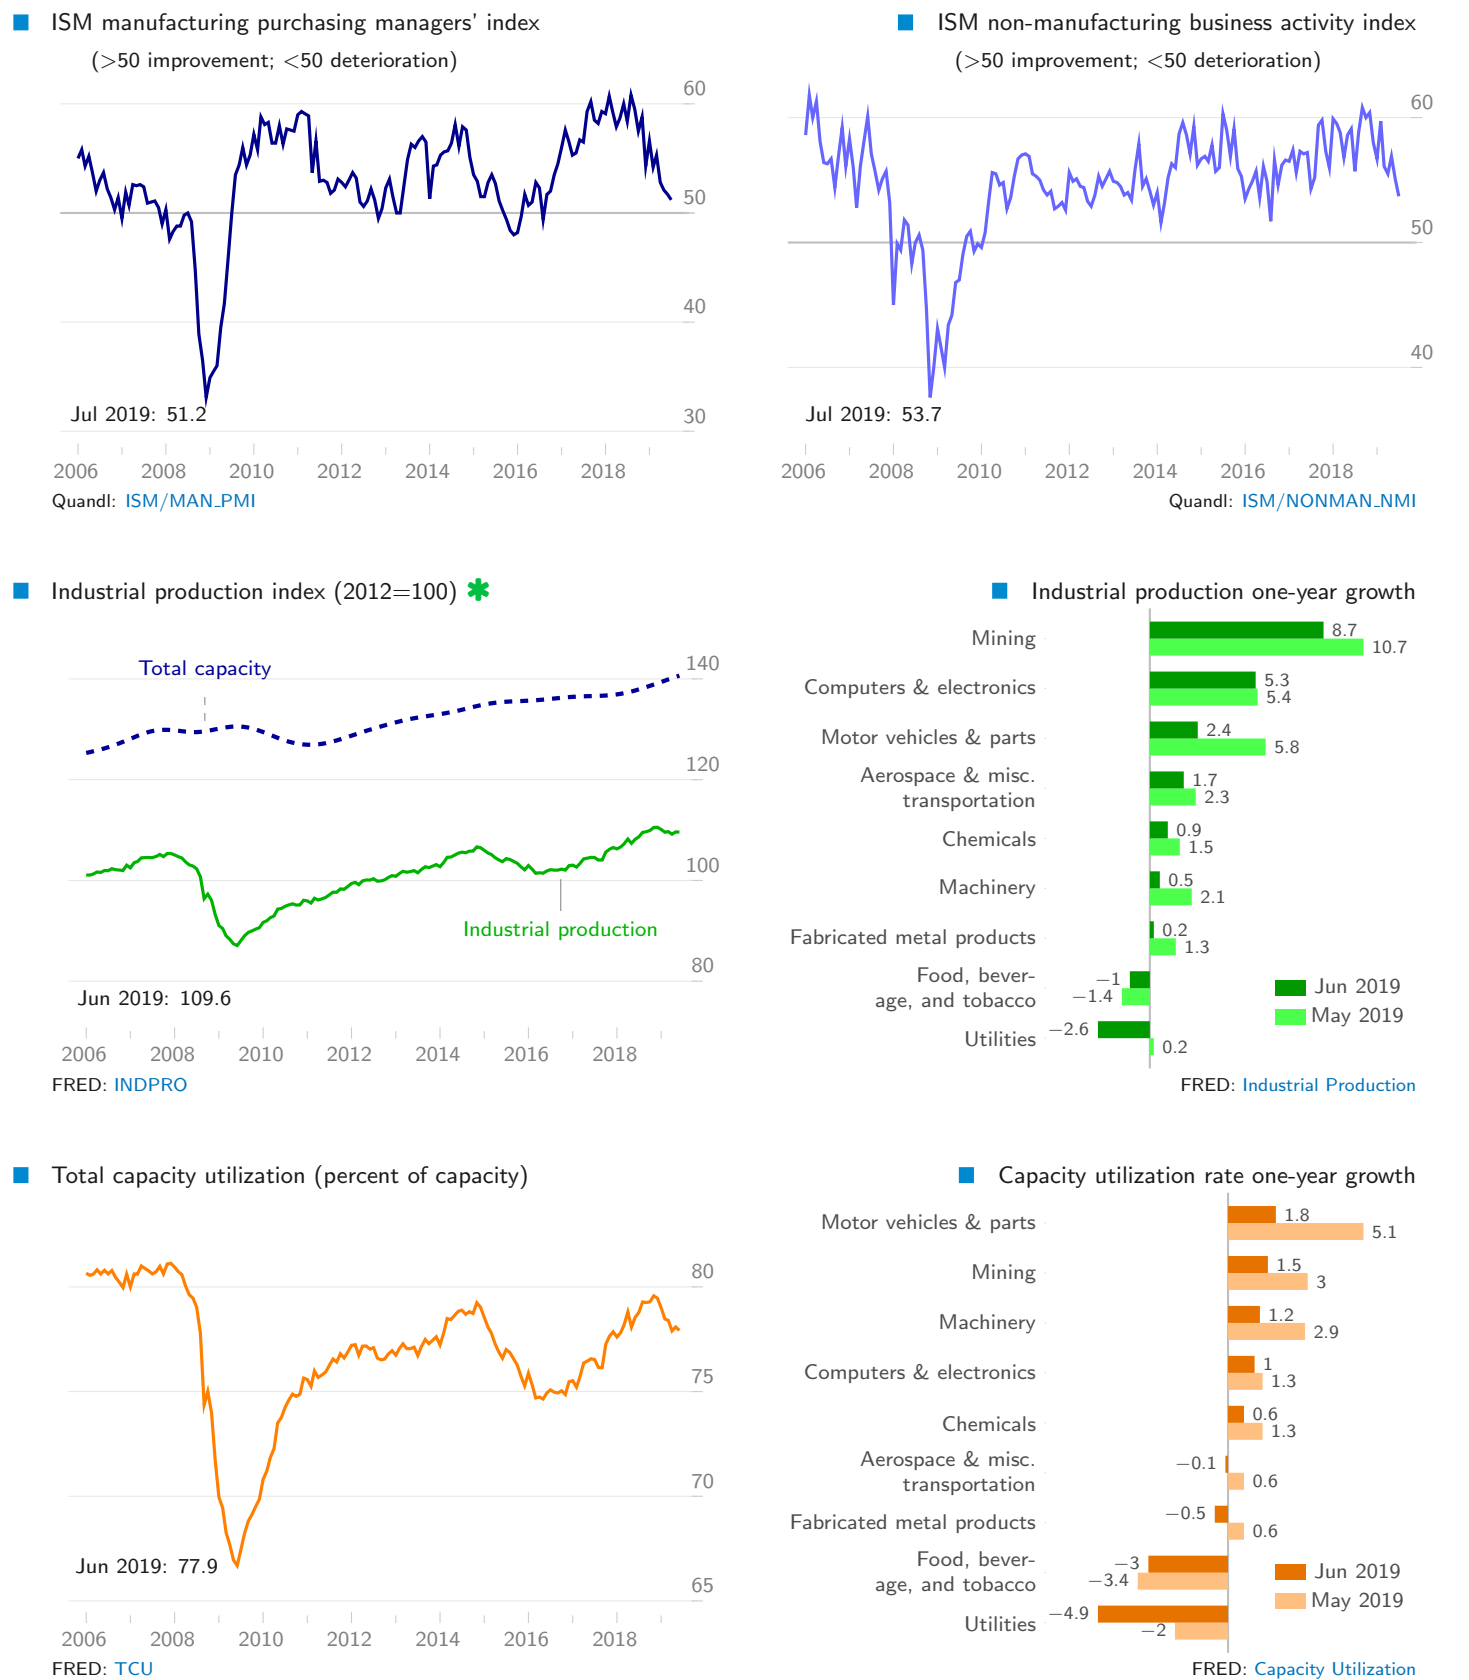 ISM manufacturing purchasing managers' index
(>50 improvement; <50 deterioration)
60
50
40
30
Jul 2019: 51.2
2006 2008 2010 2012 2014 2016 2018
Quandl: ISM/MAN_PMI
ISM non-manufacturing business activity index
(>50 improvement; <50 deterioration)
60
50
40
Jul 2019: 53.7
2006 2008 2010 2012 2014 2016 2018
Quandl: ISM/NONMAN_NMI
Industrial production index (2012=100) ✱
Total capacity
140
120
100
Industrial production
80
Jun 2019: 109.6
2006 2008 2010 2012 2014 2016 2018
FRED: INDPRO
Industrial production one-year growth
Mining 8.7
10.7
Computers & electronics 5.3
5.4
Motor vehicles & parts 2.4
5.8
Aerospace & misc. 1.7
transportation 2.3
Chemicals 0.9
1.5
Machinery 0.5
2.1
Fabricated metal products 0.2
1.3
Food, bever- −1
age, and tobacco −1.4
Utilities −2.6
0.2
Jun 2019
May 2019
FRED: Industrial Production
Total capacity utilization (percent of capacity)
80
75
70
65
Jun 2019: 77.9
2006 2008 2010 2012 2014 2016 2018
FRED: TCU
Capacity utilization rate one-year growth
Motor vehicles & parts 1.8
5.1
Mining 1.5
3
Machinery 1.2
2.9
Computers & electronics 1
1.3
Chemicals 0.6
1.3
Aerospace & misc. −0.1
transportation 0.6
Fabricated metal products −0.5
0.6
Food, bever- −3
age, and tobacco −3.4
Utilities −4.9
−2
Jun 2019
May 2019
FRED: Capacity Utilization